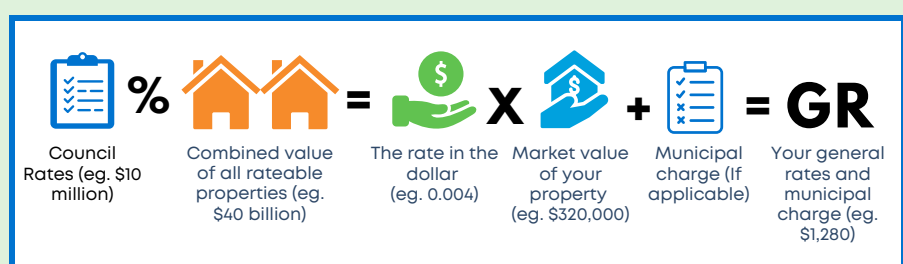 % = $ X $ + = GR
Council
Rates (eg. $10
million)
Combined value
of all rateable
properties (eg.
$40 billion)
The rate in the
dollar
(eg. 0.004)
Market value
of your
property
(eg. $320,000)
Municipal
charge (If
applicable)
Your general
rates and
municipal
charge (eg.
$1,280)